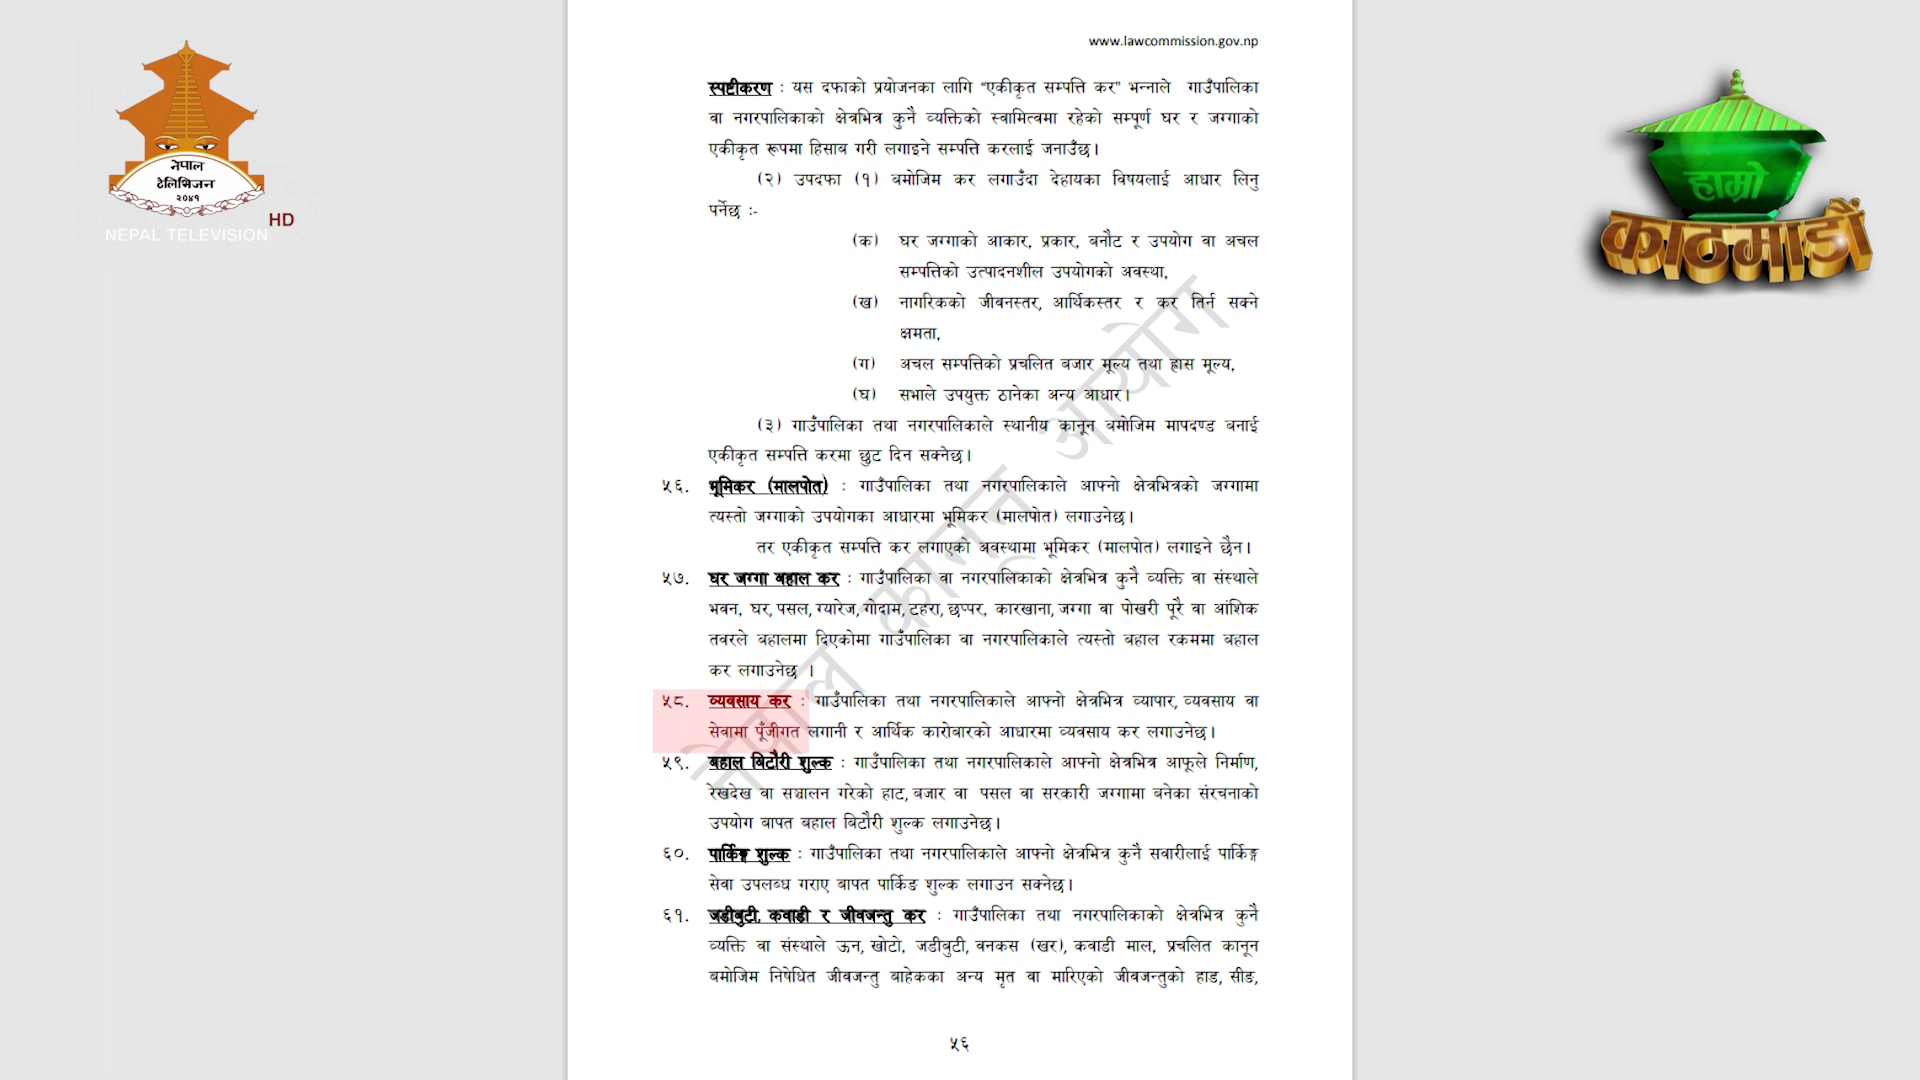 www.lawcommission.gov.np
नेपाल
टेलिभिजन
२०४१
HD
NEPAL TELEVISION
हाम्रो
काठमाडौं
स्पष्टीकरण : यस दफाको प्रयोजनका लागि "एकीकृत सम्पत्ति कर" भन्नाले गाउँपालिका
वा नगरपालिकाको क्षेत्रभित्र कुनै व्यक्तिको स्वामित्वमा रहेको सम्पूर्ण घर र जग्गाको
एकीकृत रूपमा हिसाब गरी लगाइने सम्पत्ति करलाई जनाउँछ।
(२) उपदफा (१) बमोजिम कर लगाउँदा देहायका विषयलाई आधार लिनु
पर्नेछ :-
(क) घर जग्गाको आकार, प्रकार, बनौट र उपयोग वा अचल
सम्पत्तिको उत्पादनशील उपयोगको अवस्था,
(ख) नागरिकको जीवनस्तर, आर्थिकस्तर र कर तिर्न सक्ने
क्षमता,
(ग) अचल सम्पत्तिको प्रचलित बजार मूल्य तथा ह्रास मूल्य,
(घ) सभाले उपयुक्त ठानेका अन्य आधार।
(३) गाउँपालिका तथा नगरपालिकाले स्थानीय कानून बमोजिम मापदण्ड बनाई
एकीकृत सम्पत्ति करमा छुट दिन सक्नेछ।
५६. भूमिकर (मालपोत) : गाउँपालिका तथा नगरपालिकाले आफ्नो क्षेत्रभित्रको जग्गामा
त्यस्तो जग्गाको उपयोगका आधारमा भूमिकर (मालपोत) लगाउनेछ।
तर एकीकृत सम्पत्ति कर लगाएको अवस्थामा भूमिकर (मालपोत) लगाइने छैन।
५७. घर जग्गा वहाल कर : गाउँपालिका वा नगरपालिकाको क्षेत्रभित्र कुनै व्यक्ति वा संस्थाले
भवन, घर, पसल, ग्यारेज, गोदाम, टहरा, छप्पर, कारखाना, जग्गा वा पोखरी पूरै वा आंशिक
तवरले बहालमा दिएकोमा गाउँपालिका वा नगरपालिकाले त्यस्तो बहाल रकममा बहाल
कर लगाउनेछ ।
५८. व्यवसाय कर : गाउँपालिका तथा नगरपालिकाले आफ्नो क्षेत्रभित्र व्यापार, व्यवसाय वा
सेवामा पूँजीगत लगानी र आर्थिक कारोबारको आधारमा व्यवसाय कर लगाउनेछ।
५९. बहाल बिटौरी शुल्क : गाउँपालिका तथा नगरपालिकाले आफ्नो क्षेत्रभित्र आफूले निर्माण,
रेखदेख वा सञ्चालन गरेको हाट, बजार वा पसल वा सरकारी जग्गामा बनेका संरचनाको
उपयोग बापत बहाल बिटौरी शुल्क लगाउनेछ।
६०. पार्किङ्ग शुल्क : गाउँपालिका तथा नगरपालिकाले आफ्नो क्षेत्रभित्र कुनै सवारीलाई पार्किङ्ग
सेवा उपलब्ध गराए बापत पार्किङ शुल्क लगाउन सक्नेछ।
६१. जडीबुटी, कवाडी र जीवजन्तु कर : गाउँपालिका तथा नगरपालिकाको क्षेत्रभित्र कुनै
व्यक्ति वा संस्थाले ऊन, खोटो, जडीबुटी, वनकस (खर), कवाडी माल, प्रचलित कानून
बमोजिम निषेधित जीवजन्तु बाहेकका अन्य मृत वा मारिएको जीवजन्तुको हाड, सीङ,
नेपाल कानून आयोग
५६